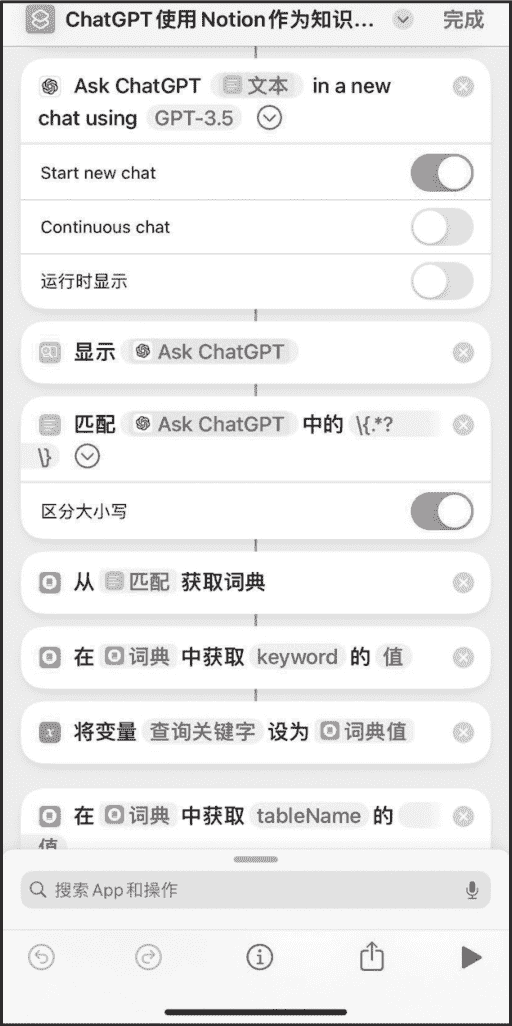 ChatGPT使用Notion作为知识... 完成
Ask ChatGPT 文本 in a new
chat using GPT-3.5
Start new chat
Continuous chat
运行时显示
显示 Ask ChatGPT
匹配 Ask ChatGPT 中的 \{.*?
\}
区分大小写
从 匹配 获取词典
在 词典 中获取 keyword 的 值
将变量 查询关键字 设为 词典值
在 词典 中获取 tableName 的
值
搜索App和操作